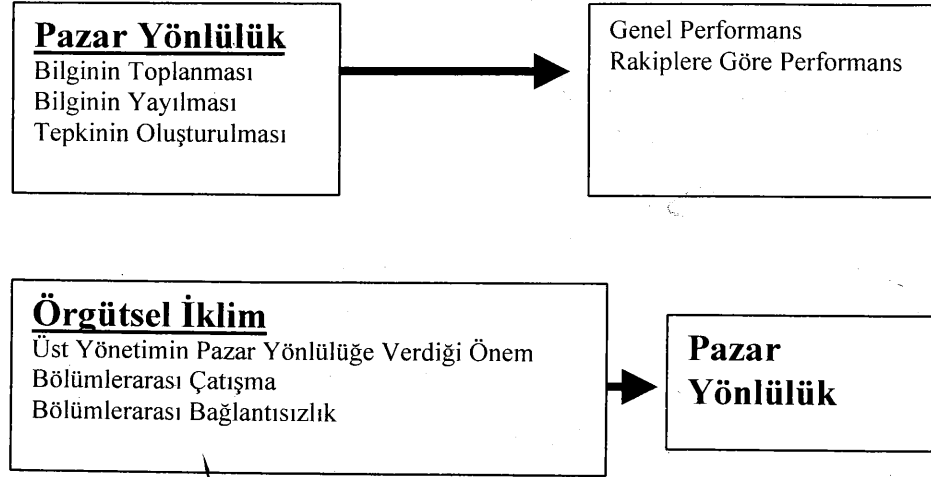 Pazar Yönlülük
Bilginin Toplanması
Bilginin Yayılması
Tepkinin Oluşturulması
Genel Performans
Rakiplere Göre Performans
Örgütsel İklim
Üst Yönetimin Pazar Yönlülüğe Verdiği Önem
Bölümlerarası Çatışma
Bölümlerarası Bağlantısızlık
Pazar
Yönlülük